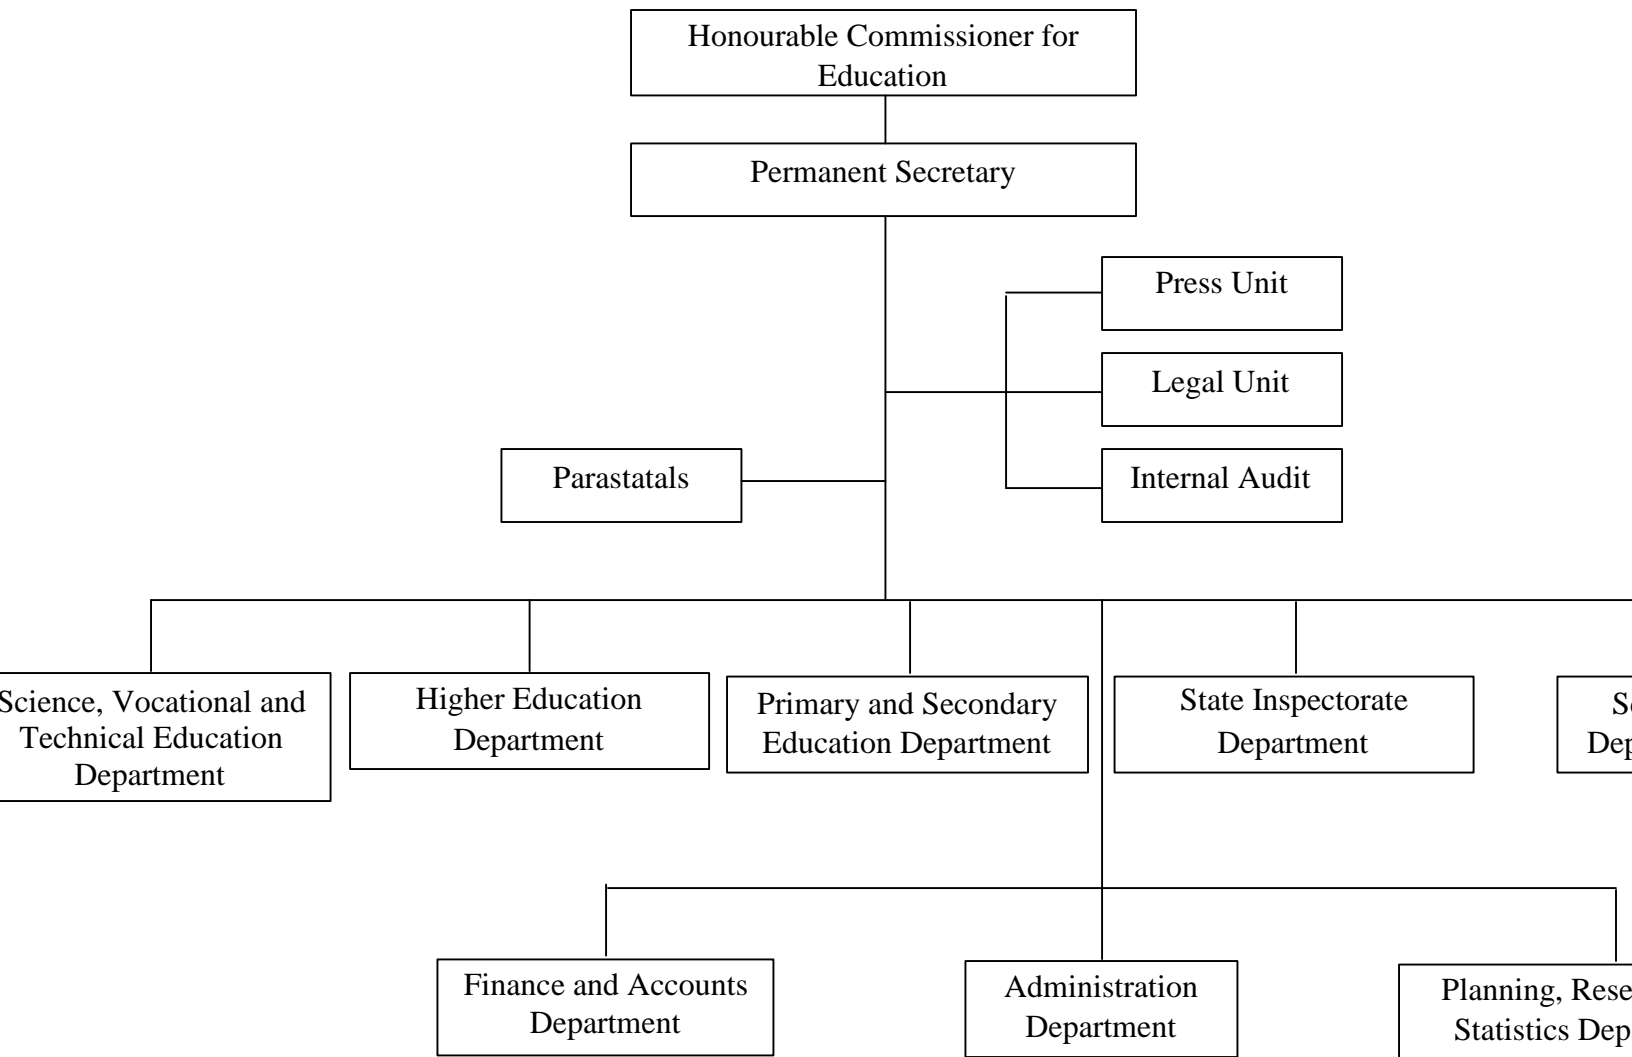 Honourable Commissioner for
Education
Permanent Secretary
Press Unit
Legal Unit
Parastatals
Internal Audit
Science, Vocational and
Technical Education
Department
Higher Education
Department
Primary and Secondary
Education Department
State Inspectorate
Department
Finance and Accounts
Department
Administration
Department
Planning,
Statistics